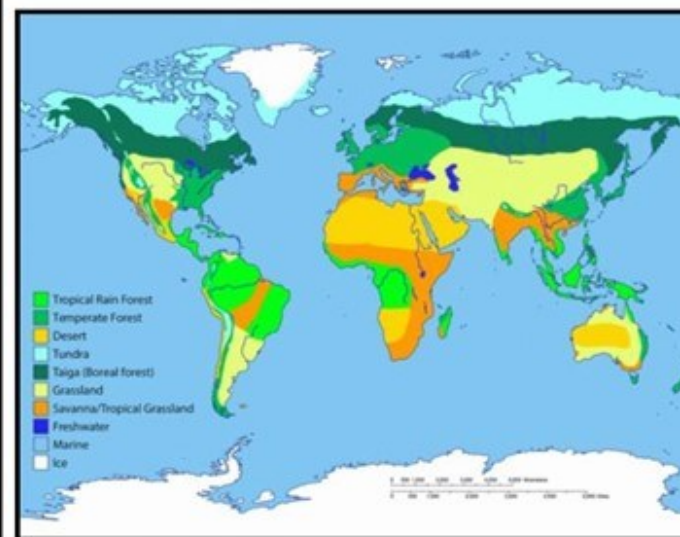 Tropical Rain Forest
Temperate Forest
Desert
Tundra
Taiga (Boreal forest)
Grassland
Savanna/Tropical Grassland
Freshwater
Marine
Ice